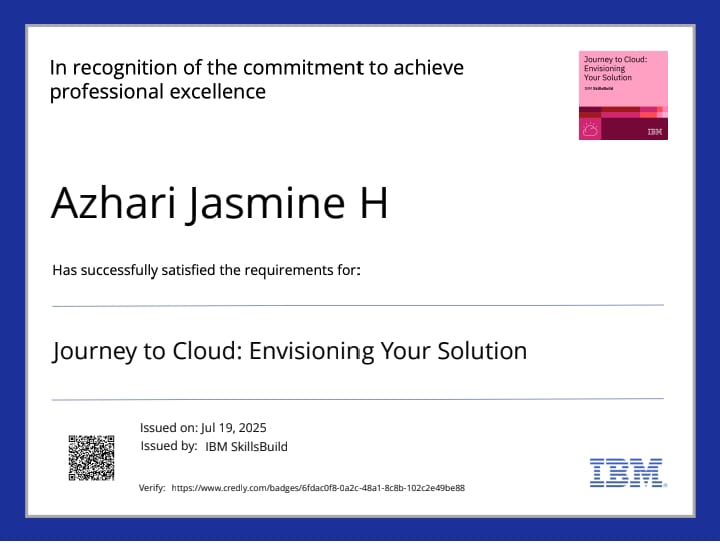 In recognition of the commitment to achieve
professional excellence
Journey to Cloud:
Envisioning
Your Solution
IBM SkillsBuild
IBM
Azhari Jasmine H
Has successfully satisfied the requirements for:
Journey to Cloud: Envisioning Your Solution
Issued on: Jul 19, 2025
Issued by: IBM SkillsBuild
Verify: https://www.credly.com/badges/6fdac0f8-0a2c-48a1-8c8b-102c2e49be88
IBM